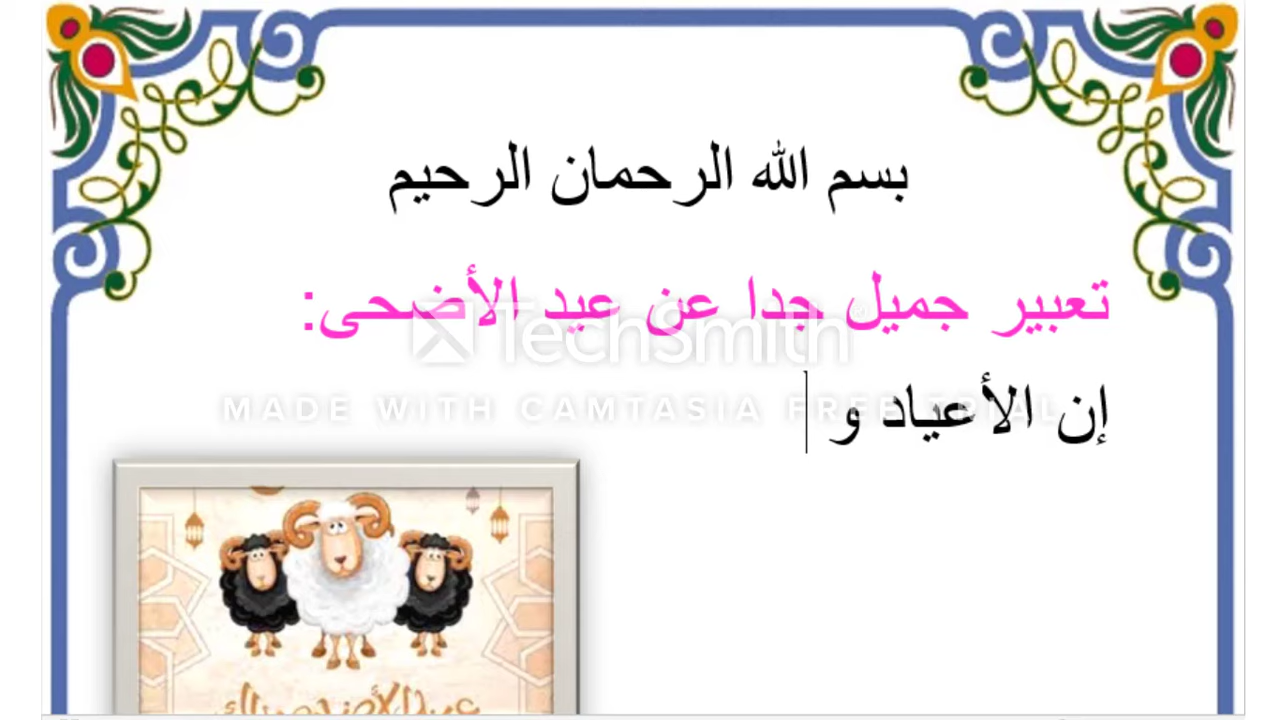 بسم الله الرحمان الرحيم
تعبير جميل جدا عن عيد الأضحى:
TechSmith
MADE WITH CAMTASIA FREE TRIAL
إن الأعياد و